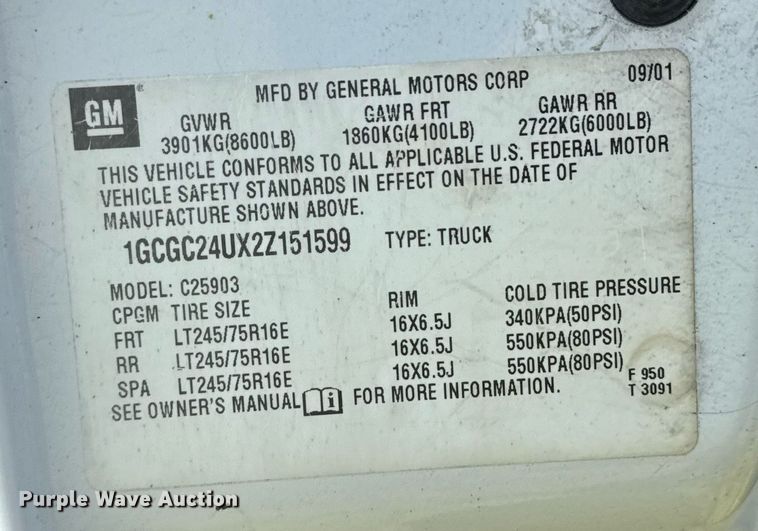 GM
®
MFD BY GENERAL MOTORS CORP 09/01
GVWR GAWR FRT GAWR RR
3901KG(8600LB) 1860KG(4100LB) 2722KG(6000LB)
THIS VEHICLE CONFORMS TO ALL APPLICABLE U.S. FEDERAL MOTOR
VEHICLE SAFETY STANDARDS IN EFFECT ON THE DATE OF
MANUFACTURE SHOWN ABOVE.
1GCGC24UX2Z151599 TYPE: TRUCK
MODEL: C25903
CPGM TIRE SIZE RIM COLD TIRE PRESSURE
FRT LT245/75R16E 16X6.5J 340KPA(50PSI)
RR LT245/75R16E 16X6.5J 550KPA(80PSI)
SPA LT245/75R16E 16X6.5J 550KPA(80PSI)
SEE OWNER'S MANUAL i FOR MORE INFORMATION.
F 950
T 3091
Purple Wave Auction